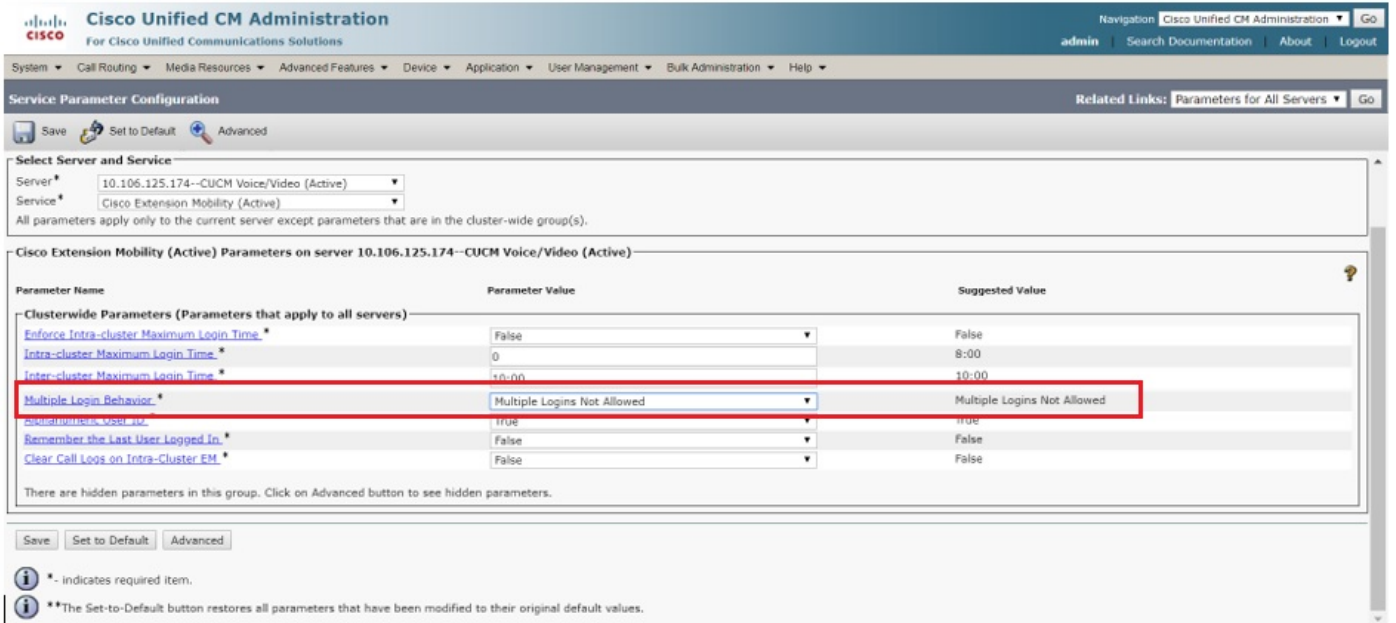 Cisco Unified CM Administration
For Cisco Unified Communications Solutions
CISCO
Navigation Cisco Unified CM Administration Go
admin Search Documentation About Logout
System Call Routing Media Resources Advanced Features Device Application User Management Bulk Administration Help
Service Parameter Configuration
Related Links: Parameters for All Servers Go
Save Set to Default Advanced
Select Server and Service
Server* 10.106.125.174--CUCM Voice/Video (Active)
Service* Cisco Extension Mobility (Active)
All parameters apply only to the current server except parameters that are in the cluster-wide group(s).
Cisco Extension Mobility (Active) Parameters on server 10.106.125.174--CUCM Voice/Video (Active)
?
Parameter Name Parameter Value Suggested Value
Clusterwide Parameters (Parameters that apply to all servers)
Enforce Intra-cluster Maximum Login Time * False False
Intra-cluster Maximum Login Time * 0 8:00
Inter-cluster Maximum Login Time * 10:00 10:00
Multiple Login Behavior * Multiple Logins Not Allowed Multiple Logins Not Allowed
Alphanumeric User ID * True True
Remember the Last User Logged In * False False
Clear Call Logs on Intra-Cluster EM * False False
There are hidden parameters in this group. Click on Advanced button to see hidden parameters.
Save Set to Default Advanced
i *- indicates required item.
i **The Set-to-Default button restores all parameters that have been modified to their original default values.